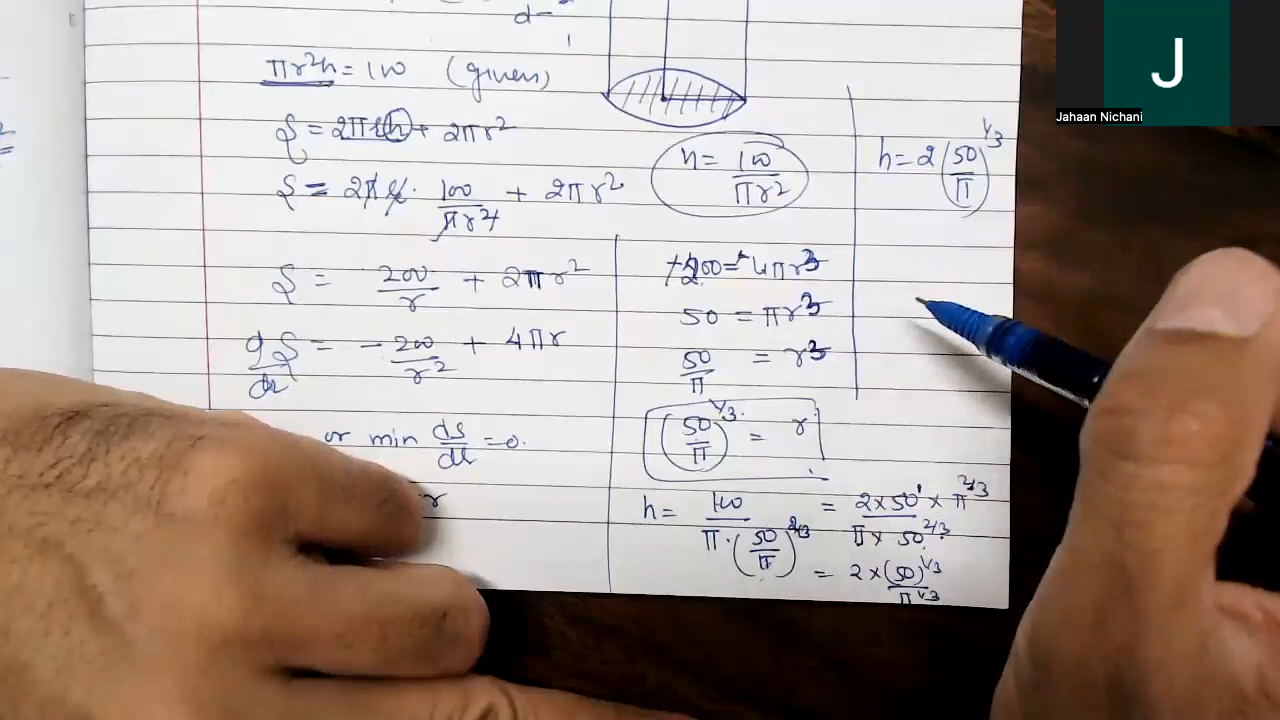 d-
πr²h = 100 (given)
S = 2πrh + 2πr²
S = 2πr. 100/πr² + 2πr²
S = 200/r + 2πr²
dS/dr = -200/r² + 4πr
or min dS/dr = 0.
r
h = 100/πr²
+200 = +4πr³
50 = πr³
50/π = r³
(50/π)^1/3 = r
h = 100/π.(50/π)^2/3 = 2×50¹×π^2/3/π×50^2/3
= 2×(50)^1/3/π^1/3
h = 2(50/π)^1/3
J
Jahaan Nichani